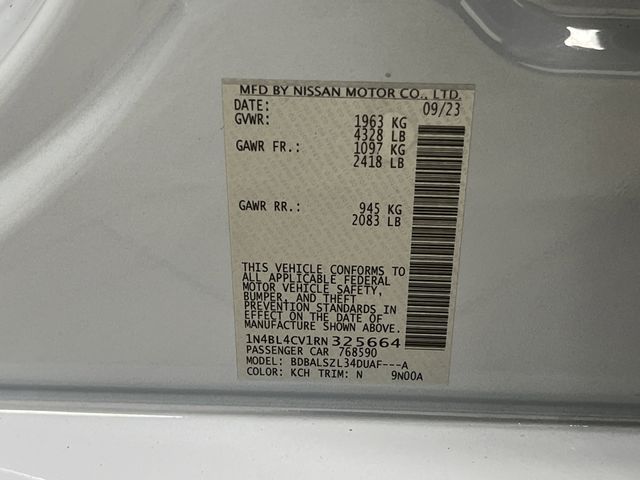 MFD BY NISSAN MOTOR CO., LTD.
DATE: 09/23
GVWR: 1963 KG
4328 LB
GAWR FR.: 1097 KG
2418 LB
GAWR RR.: 945 KG
2083 LB
THIS VEHICLE CONFORMS TO
ALL APPLICABLE FEDERAL
MOTOR VEHICLE SAFETY,
BUMPER, AND THEFT
PREVENTION STANDARDS IN
EFFECT ON THE DATE OF
MANUFACTURE SHOWN ABOVE.
1N4BL4CV1RN325664
PASSENGER CAR 768590
MODEL: BDBALSZL34DUAF---A
COLOR: KCH TRIM: N 9N00A